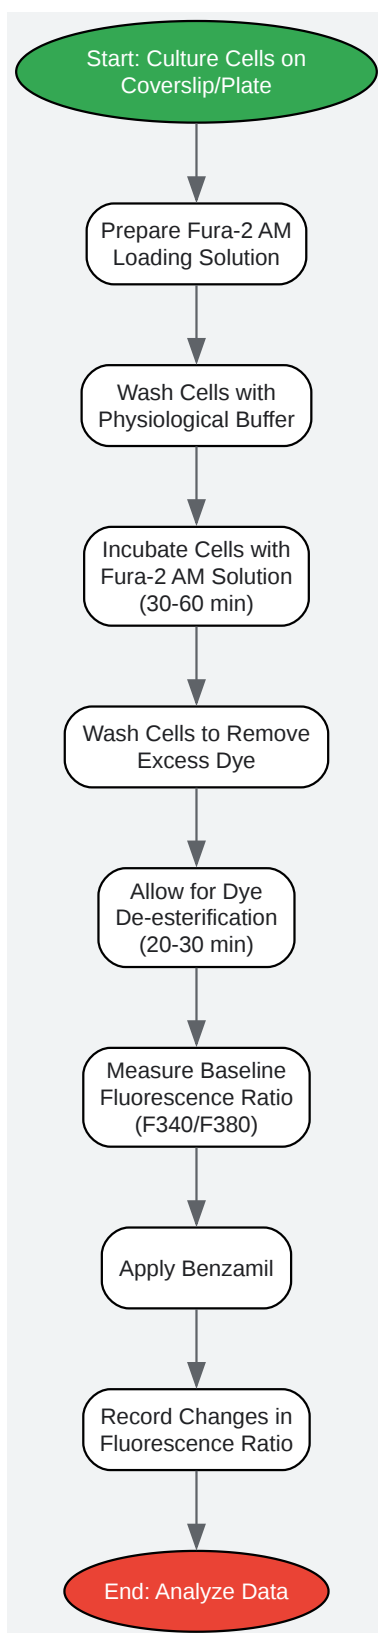 Start: Culture Cells on
Coverslip/Plate
Prepare Fura-2 AM
Loading Solution
Wash Cells with
Physiological Buffer
Incubate Cells with
Fura-2 AM Solution
(30-60 min)
Wash Cells to Remove
Excess Dye
Allow for Dye
De-esterification
(20-30 min)
Measure Baseline
Fluorescence Ratio
(F340/F380)
Apply Benzamil
Record Changes in
Fluorescence Ratio
End: Analyze Data